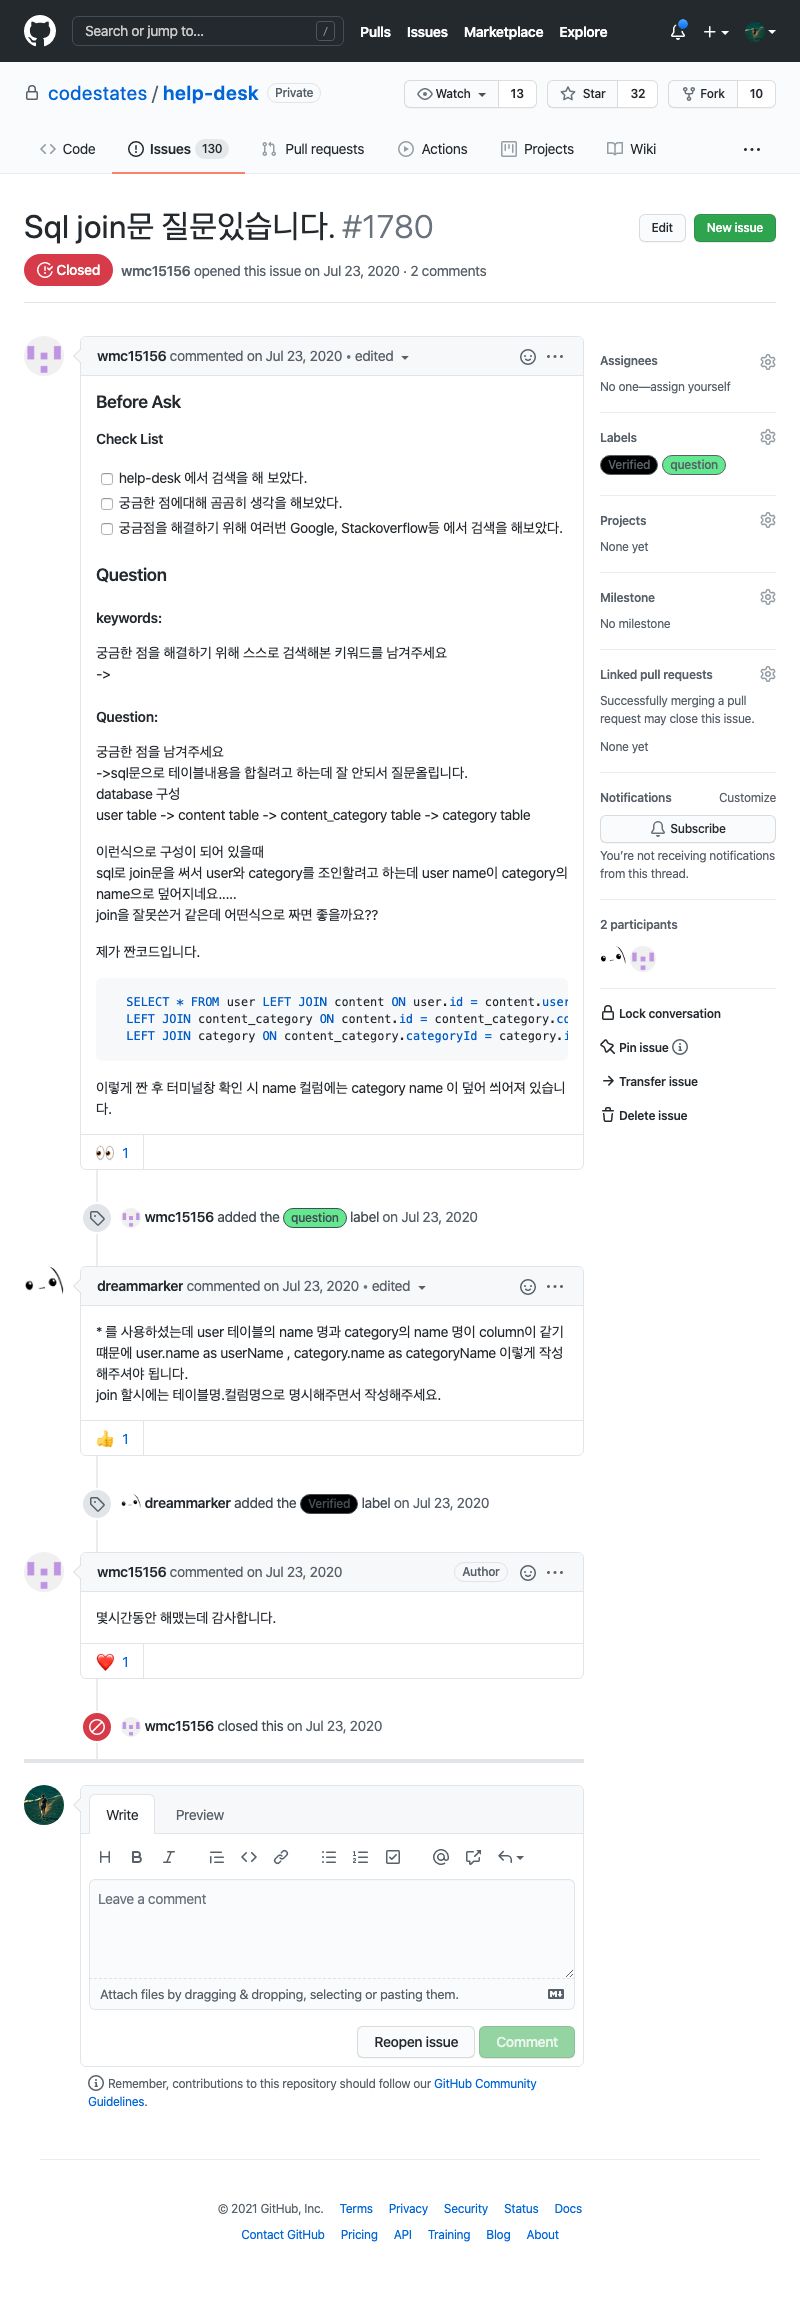 Search or jump to... /
Pulls Issues Marketplace Explore
codestates / help-desk Private
Watch 13 Star 32 Fork 10
Code Issues 130 Pull requests Actions Projects Wiki
Sql join문 질문있습니다. #1780
Edit New issue
Closed wmc15156 opened this issue on Jul 23, 2020 · 2 comments
wmc15156 commented on Jul 23, 2020 • edited
Before Ask
Check List
help-desk 에서 검색을 해 보았다.
궁금한 점에대해 곰곰히 생각을 해보았다.
궁금점을 해결하기 위해 여러번 Google, Stackoverflow등 에서 검색을 해보았다.
Question
keywords:
궁금한 점을 해결하기 위해 스스로 검색해본 키워드를 남겨주세요
->
Question:
궁금한 점을 남겨주세요
->sql문으로 테이블내용을 합칠려고 하는데 잘 안되서 질문올립니다.
database 구성
user table -> content table -> content_category table -> category table
이런식으로 구성이 되어 있을때
sql로 join문을 써서 user와 category를 조인할려고 하는데 user name이 category의
name으로 덮어지네요.....
join을 잘못쓴거 같은데 어떤식으로 짜면 좋을까요??
제가 짠코드입니다.
SELECT * FROM user LEFT JOIN content ON user.id = content.user
LEFT JOIN content_category ON content.id = content_category.co
LEFT JOIN category ON content_category.categoryId = category.i
이렇게 짠 후 터미널창 확인 시 name 컬럼에는 category name 이 덮어 씌어져 있습니
다.
👀 1
wmc15156 added the question label on Jul 23, 2020
dreammarker commented on Jul 23, 2020 • edited
* 를 사용하셨는데 user 테이블의 name 명과 category의 name 명이 column이 같기
떄문에 user.name as userName , category.name as categoryName 이렇게 작성
해주셔야 됩니다.
join 할시에는 테이블명.컬럼명으로 명시해주면서 작성해주세요.
👍 1
dreammarker added the Verified label on Jul 23, 2020
wmc15156 commented on Jul 23, 2020 Author
몇시간동안 해맸는데 감사합니다.
❤️ 1
wmc15156 closed this on Jul 23, 2020
Write Preview
Leave a comment
Attach files by dragging & dropping, selecting or pasting them.
Reopen issue Comment
Remember, contributions to this repository should follow our GitHub Community
Guidelines.
Assignees
No one—assign yourself
Labels
Verified question
Projects
None yet
Milestone
No milestone
Linked pull requests
Successfully merging a pull
request may close this issue.
None yet
Notifications Customize
Subscribe
You're not receiving notifications
from this thread.
2 participants
Lock conversation
Pin issue
Transfer issue
Delete issue
© 2021 GitHub, Inc. Terms Privacy Security Status Docs
Contact GitHub Pricing API Training Blog About